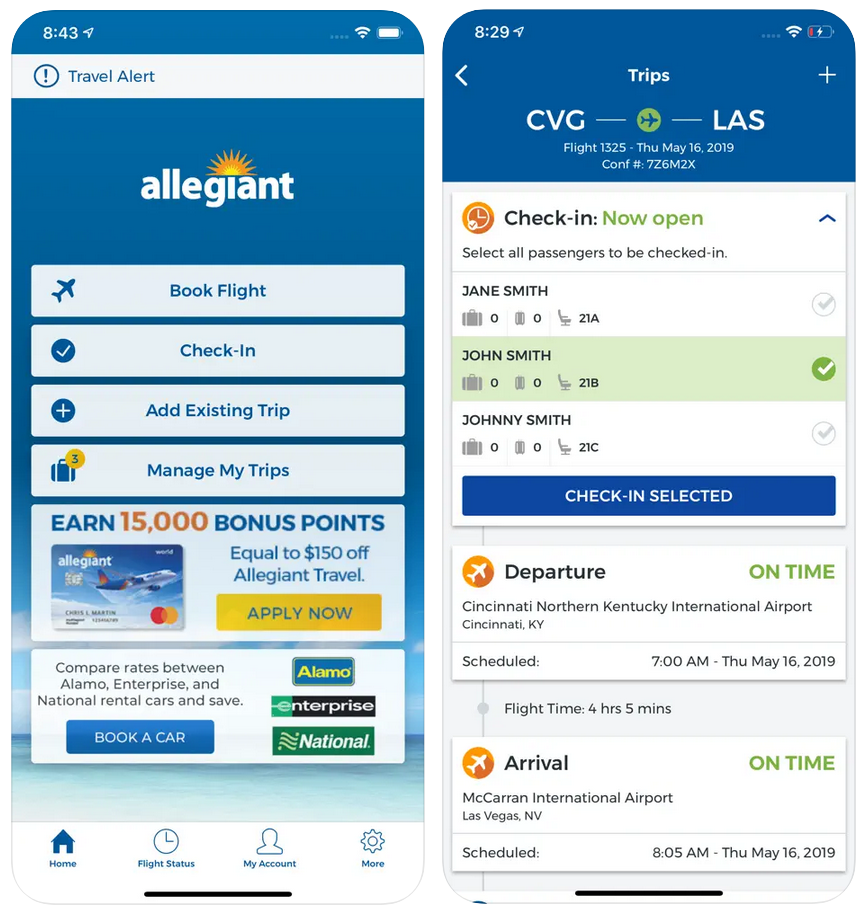 8:43
Travel Alert
allegiant
Book Flight
Check-In
Add Existing Trip
3
Manage My Trips
EARN 15,000 BONUS POINTS
allegiant
world
CHRIS L MARTIN
Equal to $150 off
Allegiant Travel.
APPLY NOW
Compare rates between
Alamo, Enterprise, and
National rental cars and save.
BOOK A CAR
Alamo
enterprise
National
Home
Flight Status
My Account
More
8:29
Trips
CVG LAS
Flight 1325 - Thu May 16, 2019
Conf #: 7Z6M2X
Check-in: Now open
Select all passengers to be checked-in.
JANE SMITH
0 0 21A
JOHN SMITH
0 0 21B
JOHNNY SMITH
0 0 21C
CHECK-IN SELECTED
Departure ON TIME
Cincinnati Northern Kentucky International Airport
Cincinnati, KY
Scheduled: 7:00 AM - Thu May 16, 2019
Flight Time: 4 hrs 5 mins
Arrival ON TIME
McCarran International Airport
Las Vegas, NV
Scheduled: 8:05 AM - Thu May 16, 2019